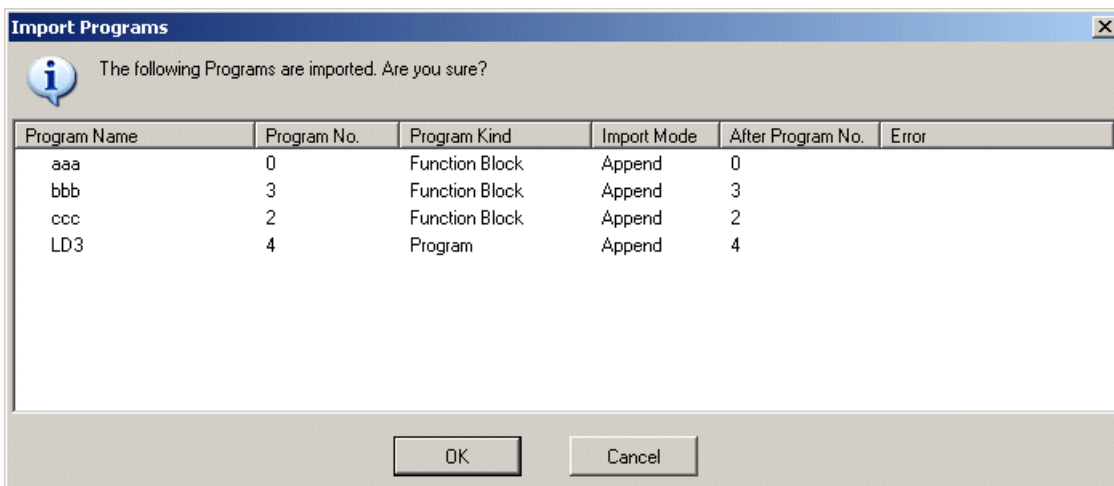 Import Programs
The following Programs are imported. Are you sure?
Program Name Program No. Program Kind Import Mode After Program No. Error
aaa 0 Function Block Append 0
bbb 3 Function Block Append 3
ccc 2 Function Block Append 2
LD3 4 Program Append 4
OK Cancel